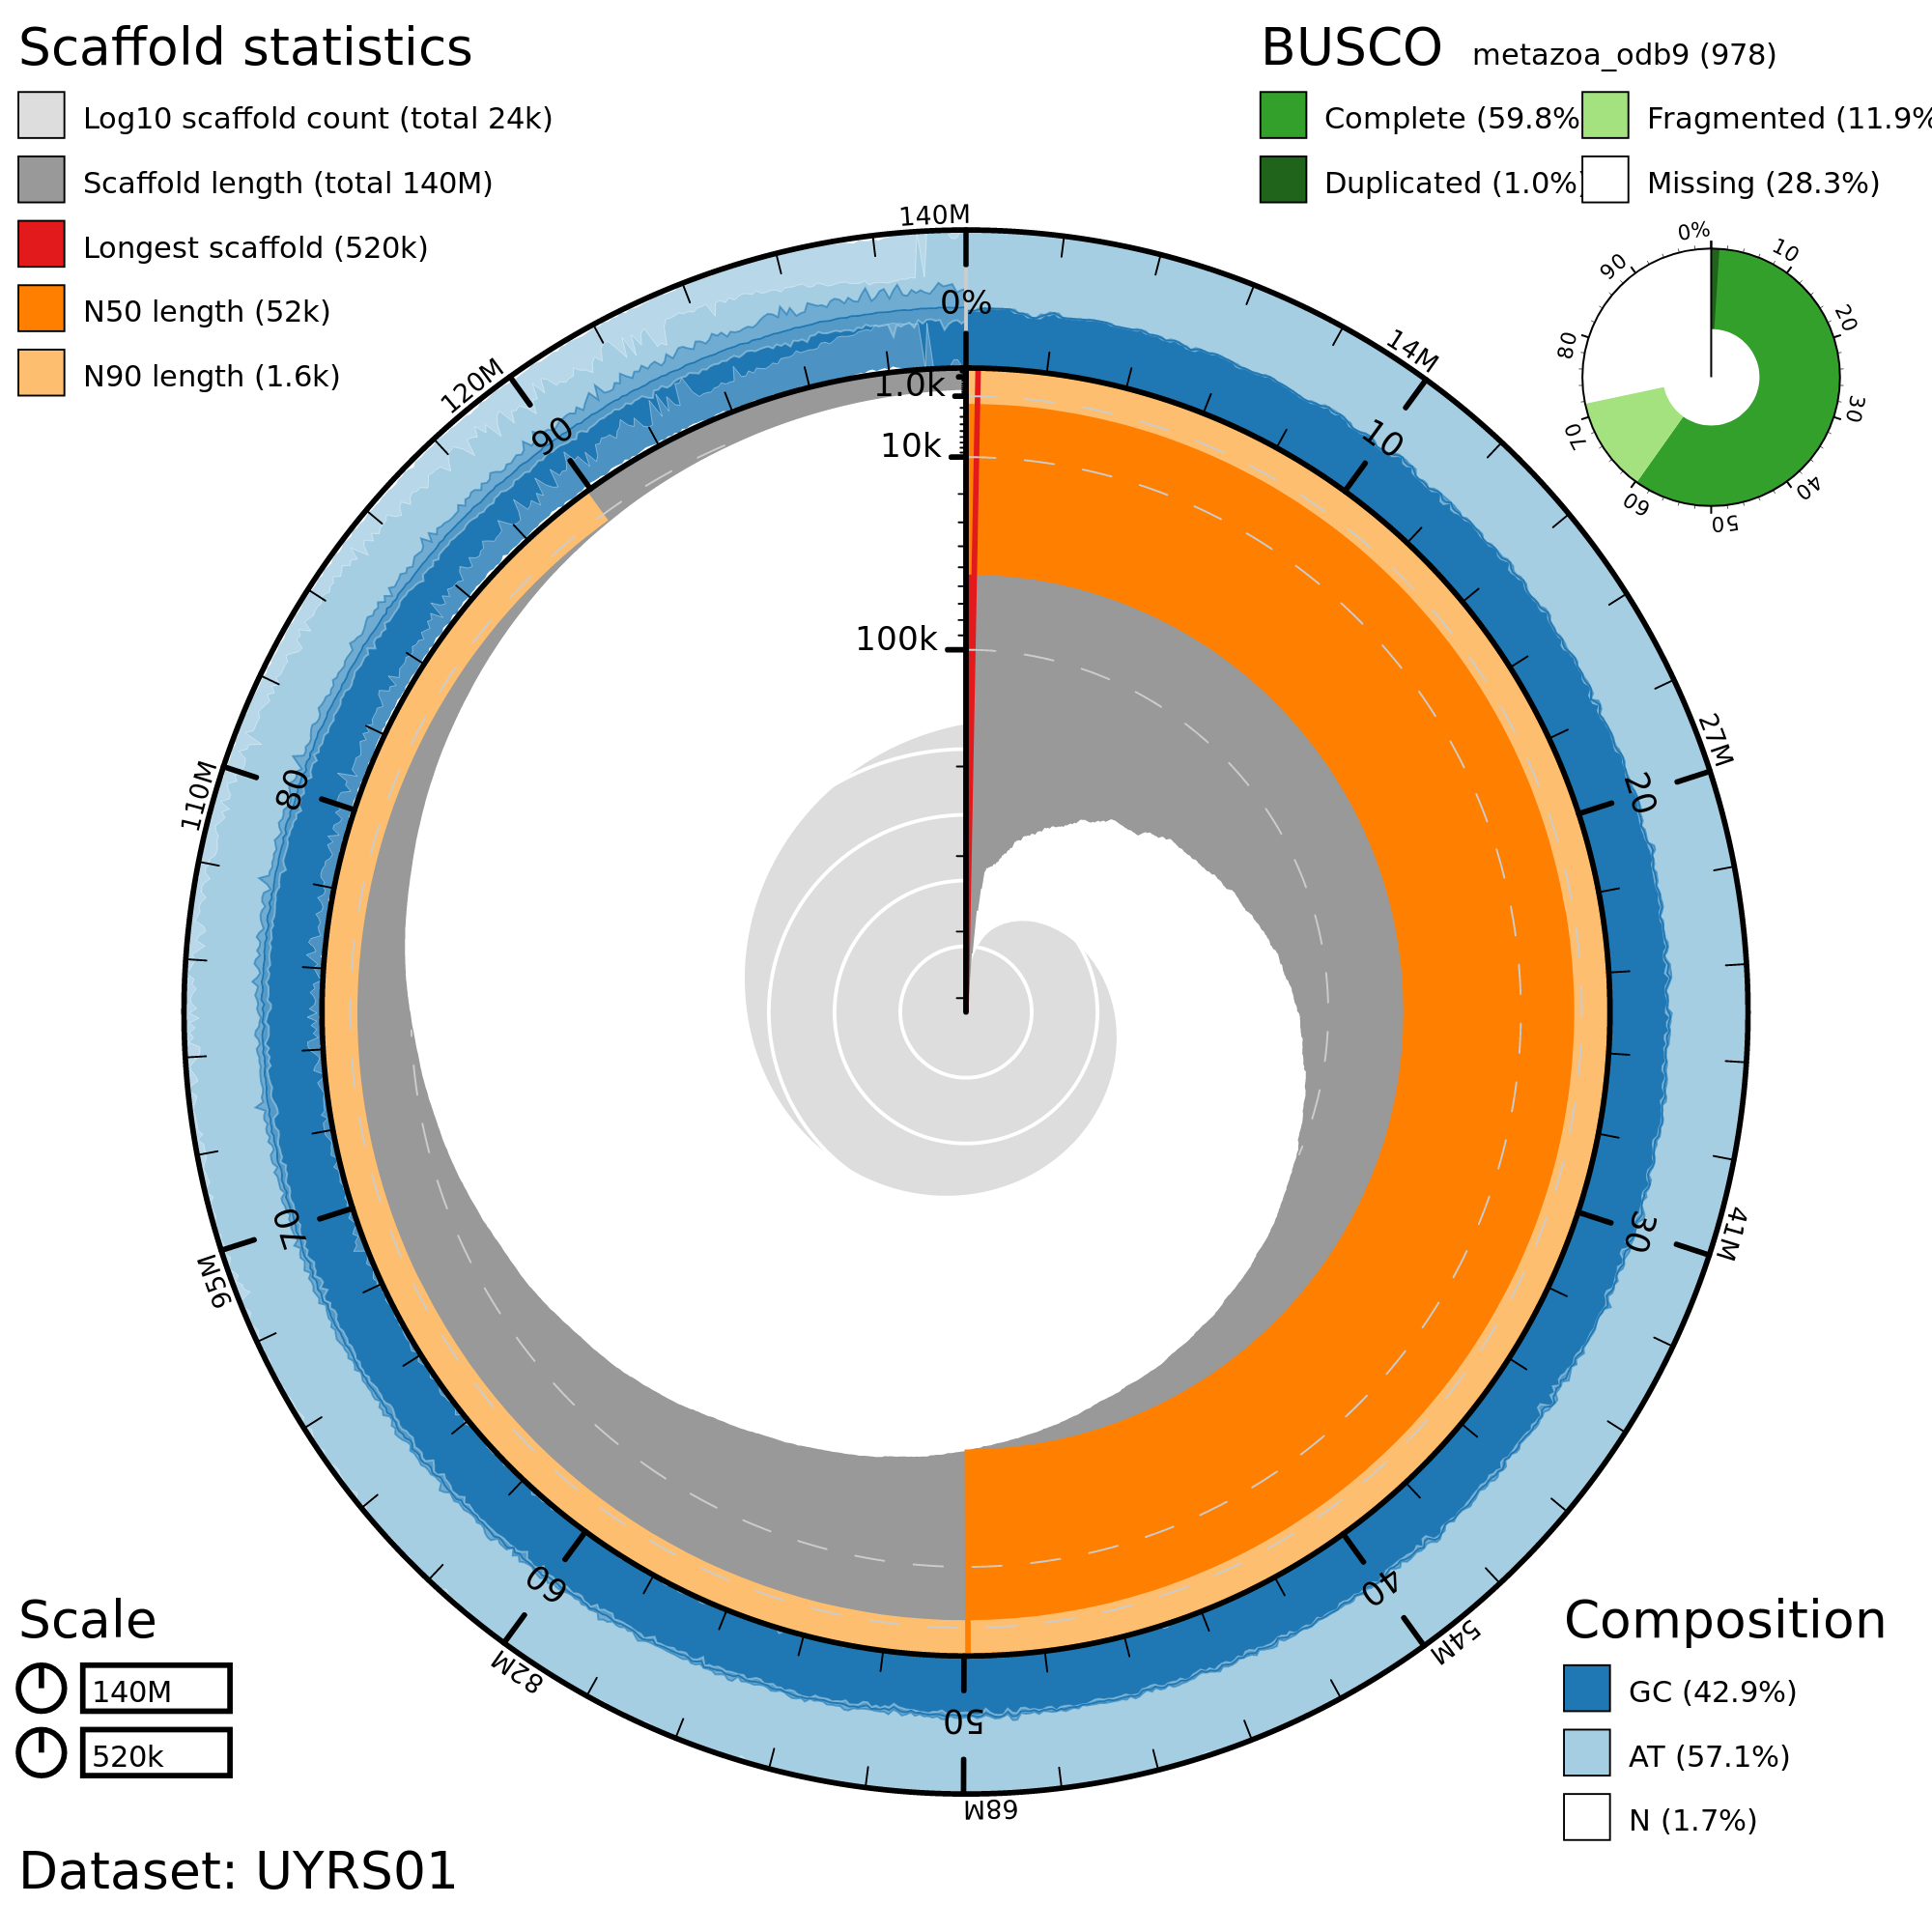 Scaffold statistics
Log10 scaffold count (total 24k)
Scaffold length (total 140M)
Longest scaffold (520k)
N50 length (52k)
N90 length (1.6k)
BUSCO metazoa_odb9 (978)
Complete (59.8%
Fragmented (11.9%
Duplicated (1.0%)
Missing (28.3%)
0%
10
20
30
40
50
60
70
80
90
140M
14M
27M
41M
54M
68M
82M
95M
110M
120M
0%
10
20
30
40
50
60
70
80
90
1.0k
10k
100k
Scale
140M
520k
Composition
GC (42.9%)
AT (57.1%)
N (1.7%)
Dataset: UYRS01